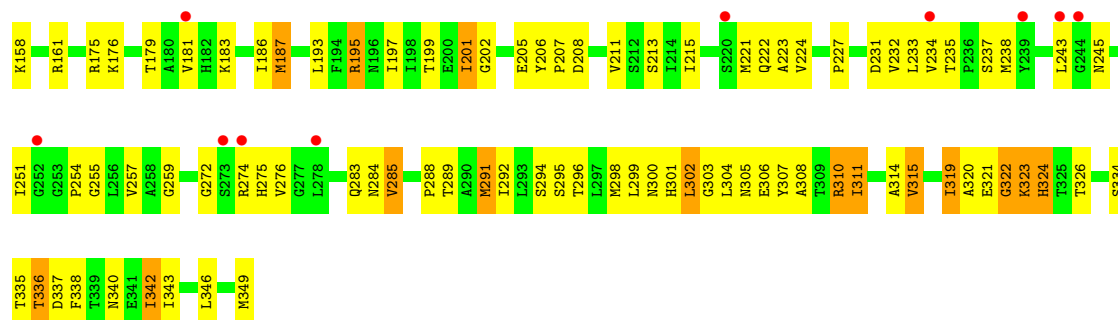 K158 R161 R175 K176 T179 A180 V181 H182 K183 I186 M187 L193 F194 R195 N196 I197 I198 T199 E200 I201 G202 E205 Y206 P207 D208 V211 S212 S213 I214 I215 S220 M221 Q222 A223 V224 P227 D231 V232 L233 V234 T235 P236 S237 M238 Y239 L243 G244 N245
I251 G252 G253 P254 G255 L256 V257 A258 G259 G272 S273 R274 H275 V276 G277 L278 Q283 N284 V285 P288 T289 A290 M291 I292 L293 S294 S295 T296 L297 M298 L299 N300 H301 L302 G303 L304 N305 E306 Y307 A308 T309 R310 I311 A314 V315 I319 A320 E321 G322 K323 H324 T325 T326 S334
T335 T336 D337 F338 T339 N340 E341 I342 I343 L346 M349